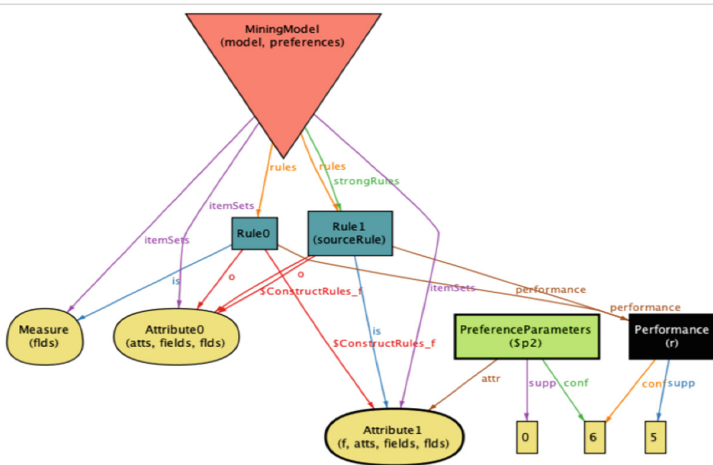 MiningModel
(model, preferences)
rules
rules
strongRules
itemSets
itemSets
Rule0
Rule1
(sourceRule)
is
o
o
$ConstructRules_f
itemSets
performance
performance
Measure
(flds)
Attribute0
(atts, fields, flds)
is
$ConstructRules_f
PreferenceParameters
($p2)
Performance
(r)
attr
supp
conf
conf
supp
Attribute1
(f, atts, fields, flds)
0
6
5